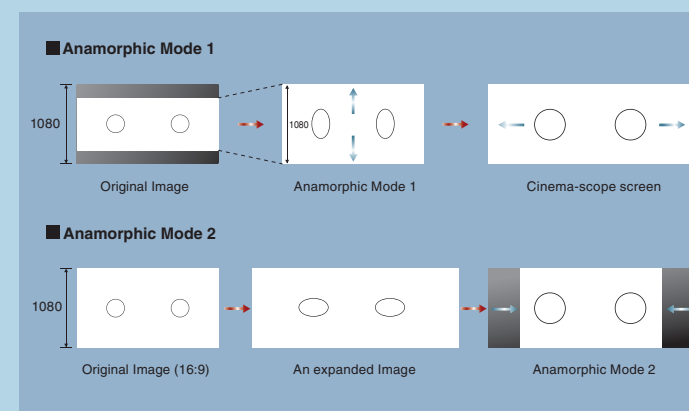 Anamorphic Mode 1
1080
1080
Original Image
Anamorphic Mode 1
Cinema-scope screen
Anamorphic Mode 2
1080
Original Image (16:9)
An expanded Image
Anamorphic Mode 2